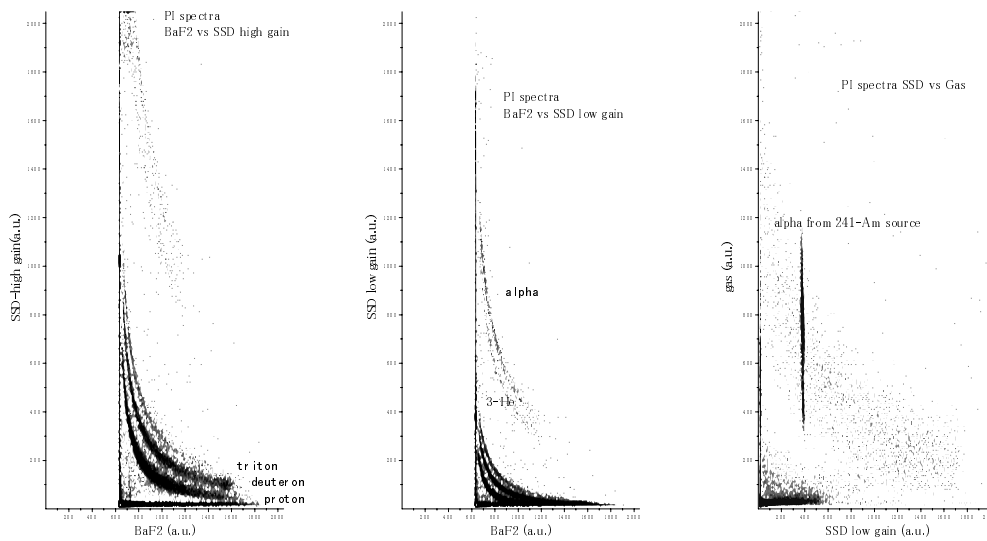 PI spectra
BaF2 vs SSD high gain
SSD-high gain(a.u.)
triton
deuteron
proton
BaF2 (a.u.)
PI spectra
BaF2 vs SSD low gain
SSD low gain (a.u.)
alpha
3-He
BaF2 (a.u.)
PI spectra SSD vs Gas
alpha from 241-Am source
gas (a.u.)
SSD low gain (a.u.)